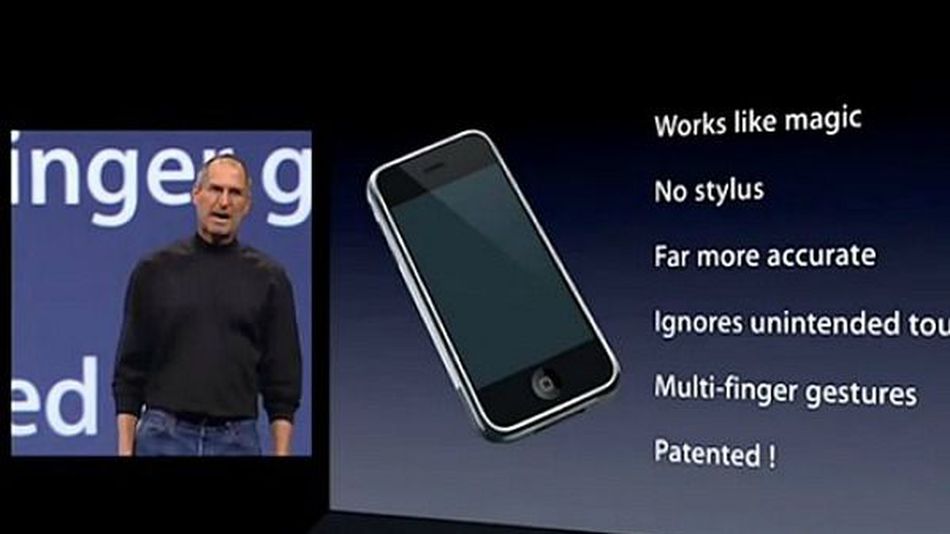 inger g
ed
Works like magic
No stylus
Far more accurate
Ignores unintended tou
Multi-finger gestures
Patented !